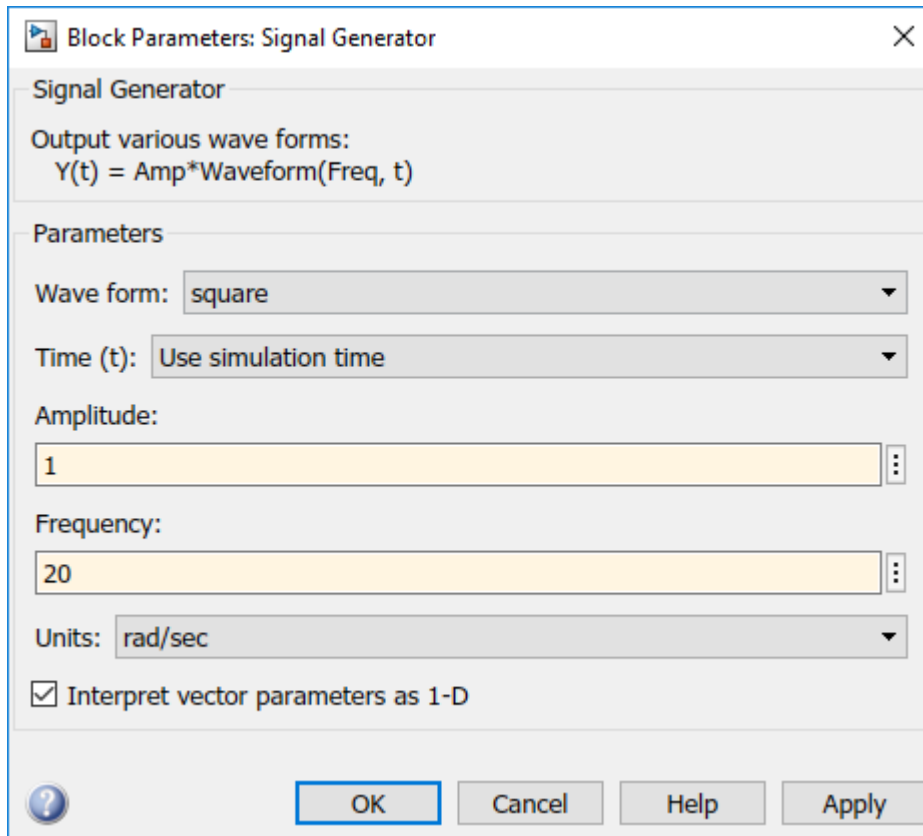 Block Parameters: Signal Generator
Signal Generator
Output various wave forms:
Y(t) = Amp*Waveform(Freq, t)
Parameters
Wave form: square
Time (t): Use simulation time
Amplitude:
1
Frequency:
20
Units: rad/sec
Interpret vector parameters as 1-D
OK Cancel Help Apply